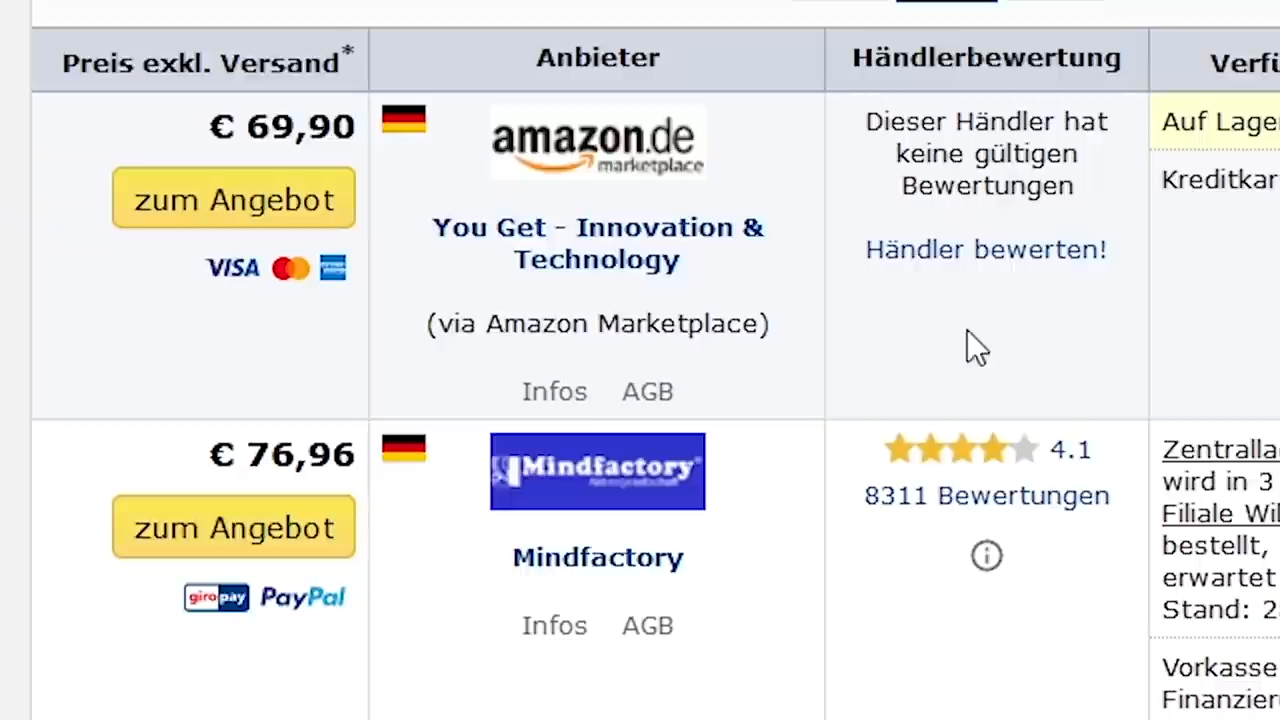 Preis exkl. Versand*
Anbieter
Händlerbewertung
Verfü
€ 69,90
zum Angebot
VISA
amazon.de
marketplace
You Get - Innovation &
Technology
(via Amazon Marketplace)
Infos AGB
Dieser Händler hat
keine gültigen
Bewertungen
Händler bewerten!
Auf Lage
Kreditkar
€ 76,96
zum Angebot
giropay PayPal
Mindfactory
Mindfactory
Infos AGB
4.1
8311 Bewertungen
Zentralla
wird in 3
Filiale Wil
bestellt,
erwartet
Stand: 2
Vorkasse
Finanzier